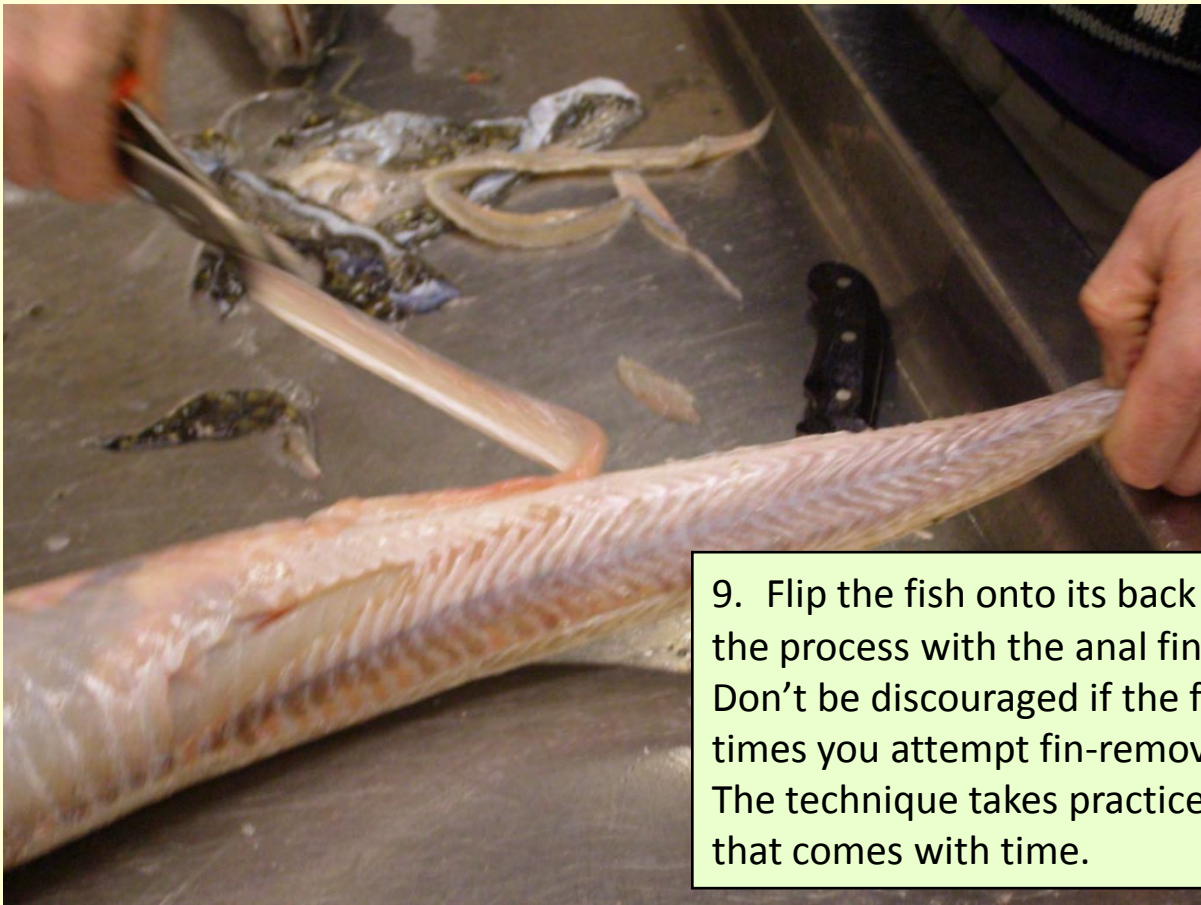 9. Flip the fish onto its back
the process with the anal fin
Don't be discouraged if the
times you attempt
The technique takes practice
that comes with time.